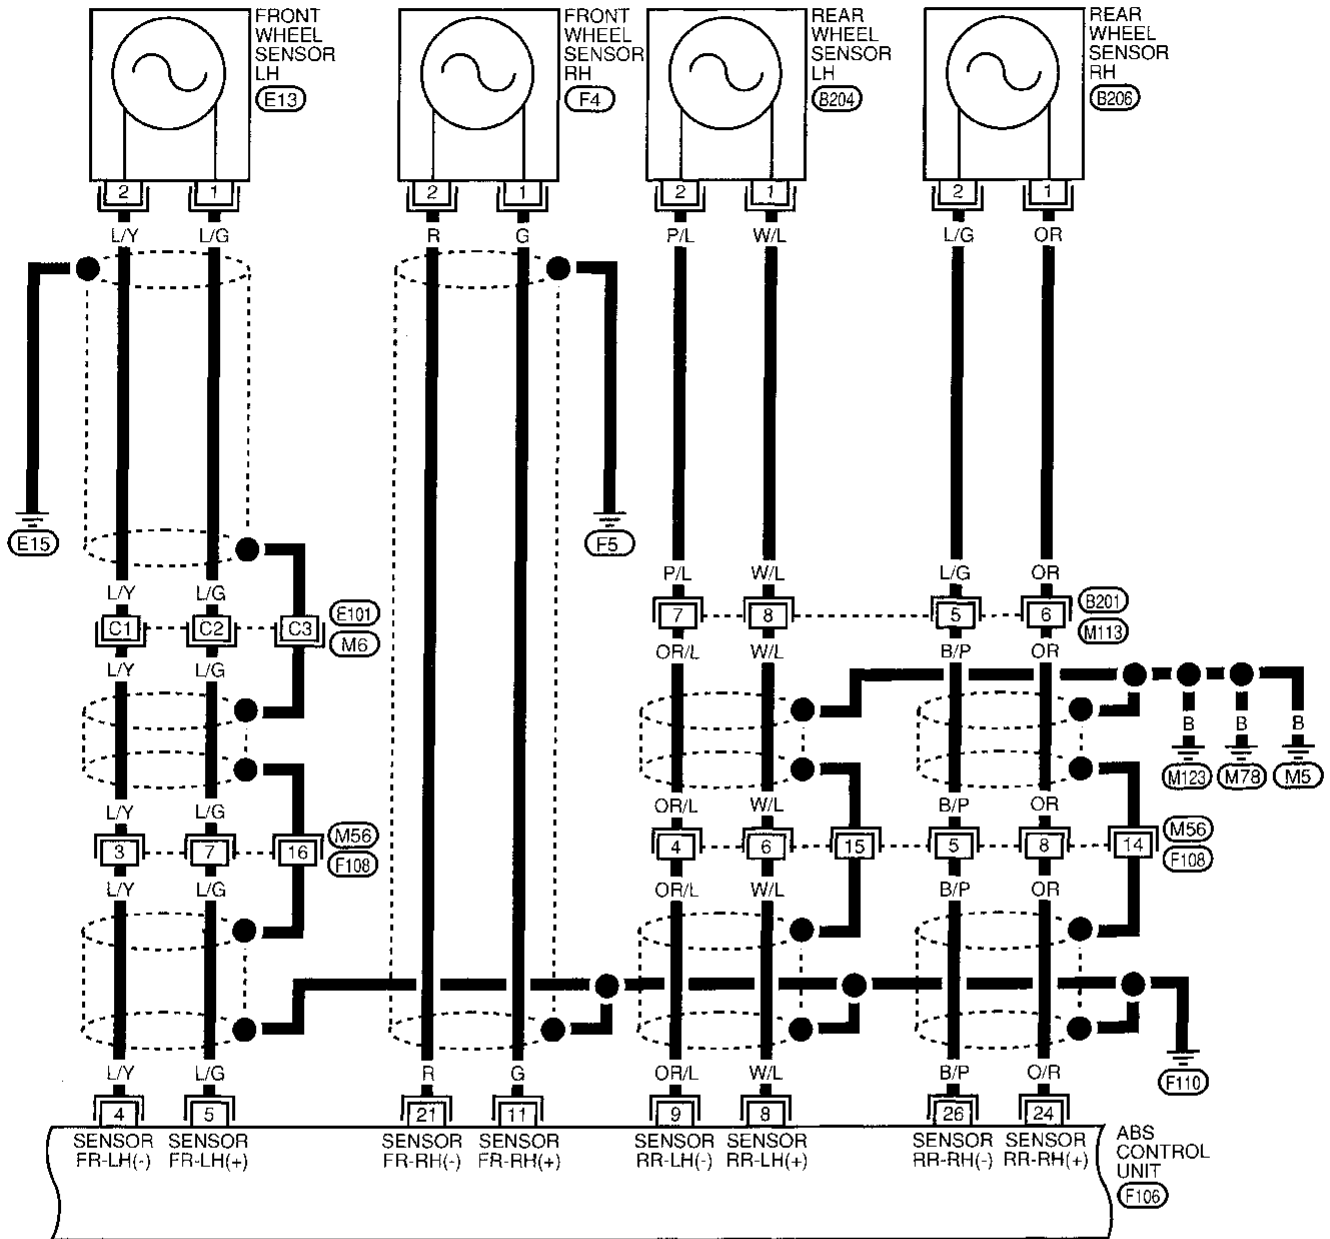 FRONT
WHEEL
SENSOR
LH
E13
FRONT
WHEEL
SENSOR
RH
F4
REAR
WHEEL
SENSOR
LH
B204
REAR
WHEEL
SENSOR
RH
B206
2 1 2 1 2 1 2 1
L/Y L/G R G P/L W/L L/G OR
E15 F5
L/Y L/G P/L W/L L/G OR
C1 C2 C3 E101 M6 7 8 5 6 B201 M113
L/Y L/G OR/L W/L B/P OR
B B B
M123 M78 M5
L/Y L/G OR/L W/L B/P OR
3 7 16 M56 F108 4 6 15 5 8 14 M56 F108
L/Y L/G OR/L W/L B/P OR
L/Y L/G R G OR/L W/L B/P O/R F110
4 5 21 11 9 8 26 24
SENSOR
FR-LH(-)
SENSOR
FR-LH(+)
SENSOR
FR-RH(-)
SENSOR
FR-RH(+)
SENSOR
RR-LH(-)
SENSOR
RR-LH(+)
SENSOR
RR-RH(-)
SENSOR
RR-RH(+)
ABS
CONTROL
UNIT
F106